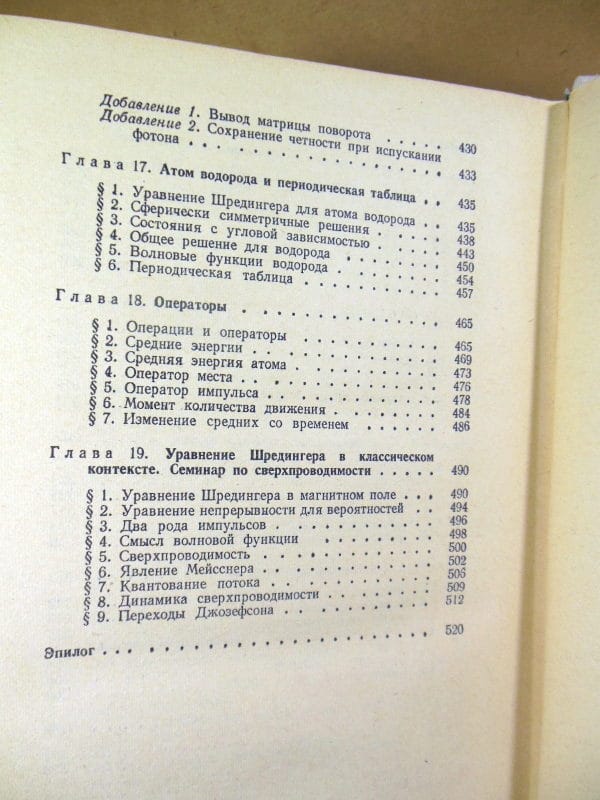 Добавление 1. Вывод матрицы поворота . . . . . 430
Добавление 2. Сохранение четности при испускании
фотона . . . . . . . . . . . . . . 433
Глава 17. Атом водорода и периодическая таблица . . 435
§ 1. Уравнение Шредингера для атома водорода . . 435
§ 2. Сферически симметричные решения . . . . 438
§ 3. Состояния с угловой зависимостью . . . . 443
§ 4. Общее решение для водорода . . . . . . 450
§ 5. Волновые функции водорода . . . . . . 454
§ 6. Периодическая таблица . . . . . . . . 457
Глава 18. Операторы . . . . . . . . . . . 465
§ 1. Операции и операторы . . . . . . . . 465
§ 2. Средние энергии . . . . . . . . . . 469
§ 3. Средняя энергия атома . . . . . . . . 473
§ 4. Оператор места . . . . . . . . . . 476
§ 5. Оператор импульса . . . . . . . . . 478
§ 6. Момент количества движения . . . . . . 484
§ 7. Изменение средних со временем . . . . . 486
Глава 19. Уравнение Шредингера в классическом
контексте. Семинар по сверхпроводимости . . . . . 490
§ 1. Уравнение Шредингера в магнитном поле . . . 490
§ 2. Уравнение непрерывности для вероятностей . . 494
§ 3. Два рода импульсов . . . . . . . . . 496
§ 4. Смысл волновой функции . . . . . . . 498
§ 5. Сверхпроводимость . . . . . . . . . 500
§ 6. Явление Мейсснера . . . . . . . . . 502
§ 7. Квантование потока . . . . . . . . . 506
§ 8. Динамика сверхпроводимости . . . . . . 509
§ 9. Переходы Джозефсона . . . . . . . . 512
Эпилог . . . . . . . . . . . . . . . . . 520